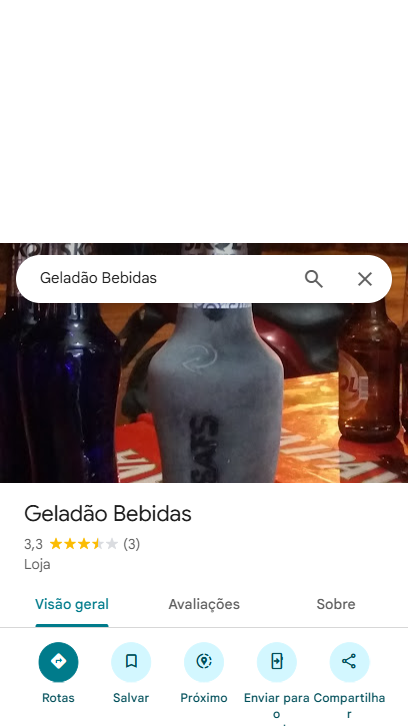 Geladão Bebidas
Geladão Bebidas
3,3 (3)
Loja
Visão geral
Avaliações
Sobre
Rotas
Salvar
Próximo
Enviar para o
Compartilhar